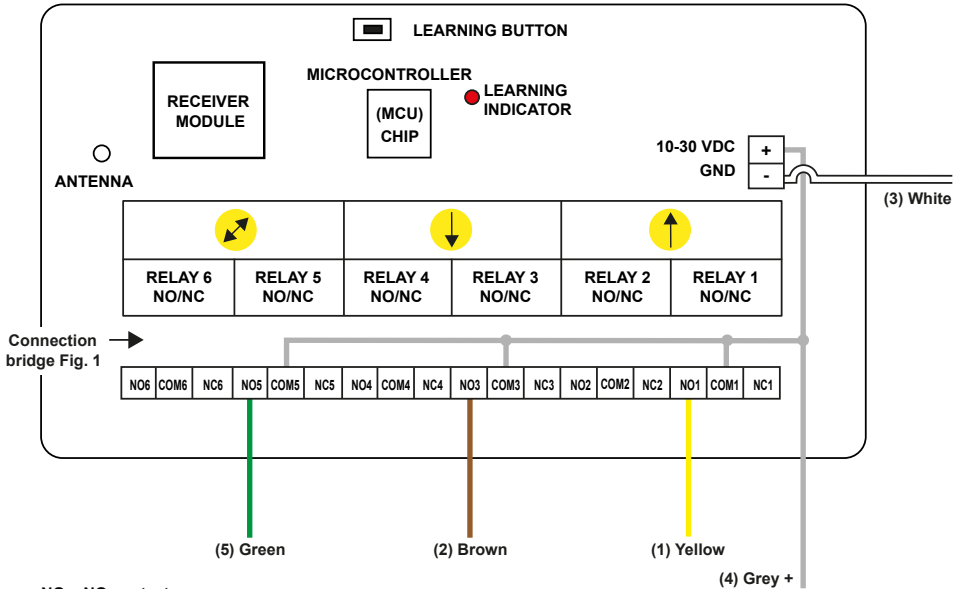 LEARNING BUTTON
MICROCONTROLLER
LEARNING
INDICATOR
RECEIVER
MODULE
(MCU)
CHIP
ANTENNA
10-30 VDC
+
GND
-
(3) White
RELAY 6
NO/NC
RELAY 5
NO/NC
RELAY 4
NO/NC
RELAY 3
NO/NC
RELAY 2
NO/NC
RELAY 1
NO/NC
Connection
bridge Fig. 1
NO6 COM6 NC6 NO5 COM5 NC5 NO4 COM4 NC4 NO3 COM3 NC3 NO2 COM2 NC2 NO1 COM1 NC1
(5) Green
(2) Brown
(1) Yellow
(4) Grey +